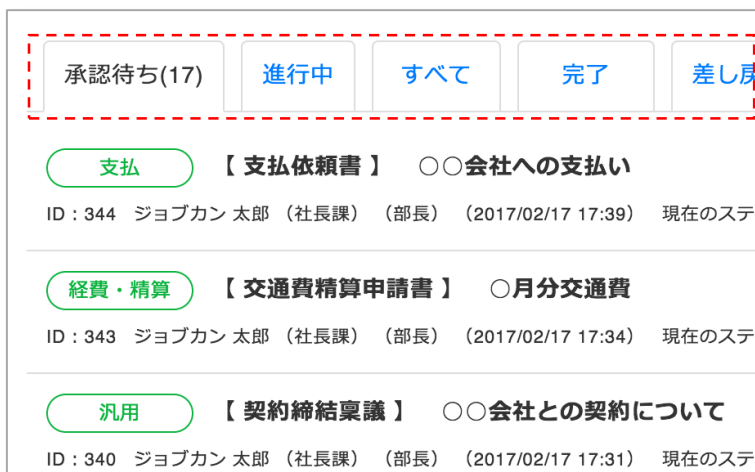 承認待ち(17) 進行中 すべて 完了 差し
支払 【 支払依頼書 】 ○○会社への支払い
ID：344 ジョブカン 太郎 （社長課） （部長） （2017/02/17 17:39） 現在のステ
経費・精算 【 交通費精算申請書 】 ○月分交通費
ID：343 ジョブカン 太郎 （社長課） （部長） （2017/02/17 17:34） 現在のステ
汎用 【 契約締結稟議 】 ○○会社との契約について
ID：340 ジョブカン 太郎 （社長課） （部長） （2017/02/17 17:31） 現在のステ